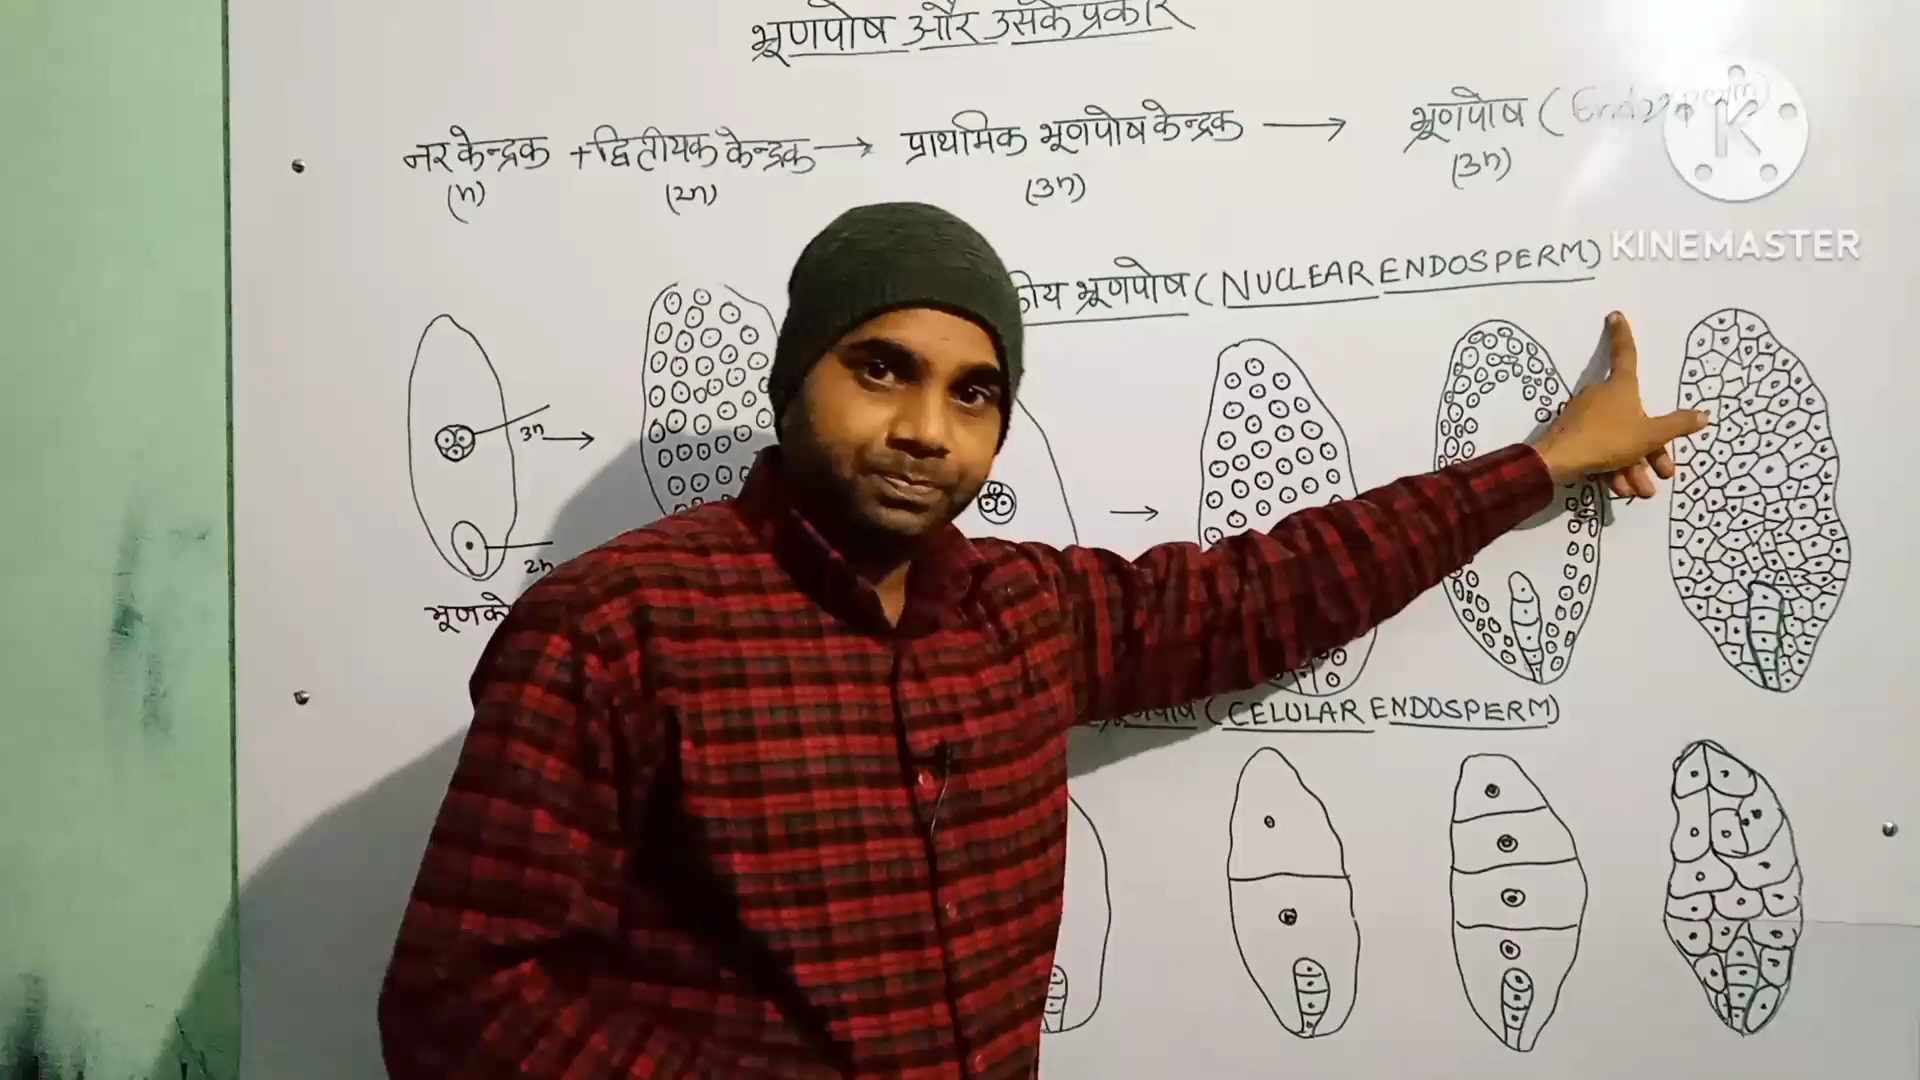 भ्रूणपोष और उसके प्रकार
नर केन्द्रक + द्वितीयक केन्द्रक → प्राथमिक भ्रूणपोष केन्द्रक → भ्रूणपोष (
(n) (2n) (3n) (3n)
KINEMASTER
भ्रूणपोष (NUCLEAR ENDOSPERM)
3n
2n
भ्रूणपोष (CELULAR ENDOSPERM)